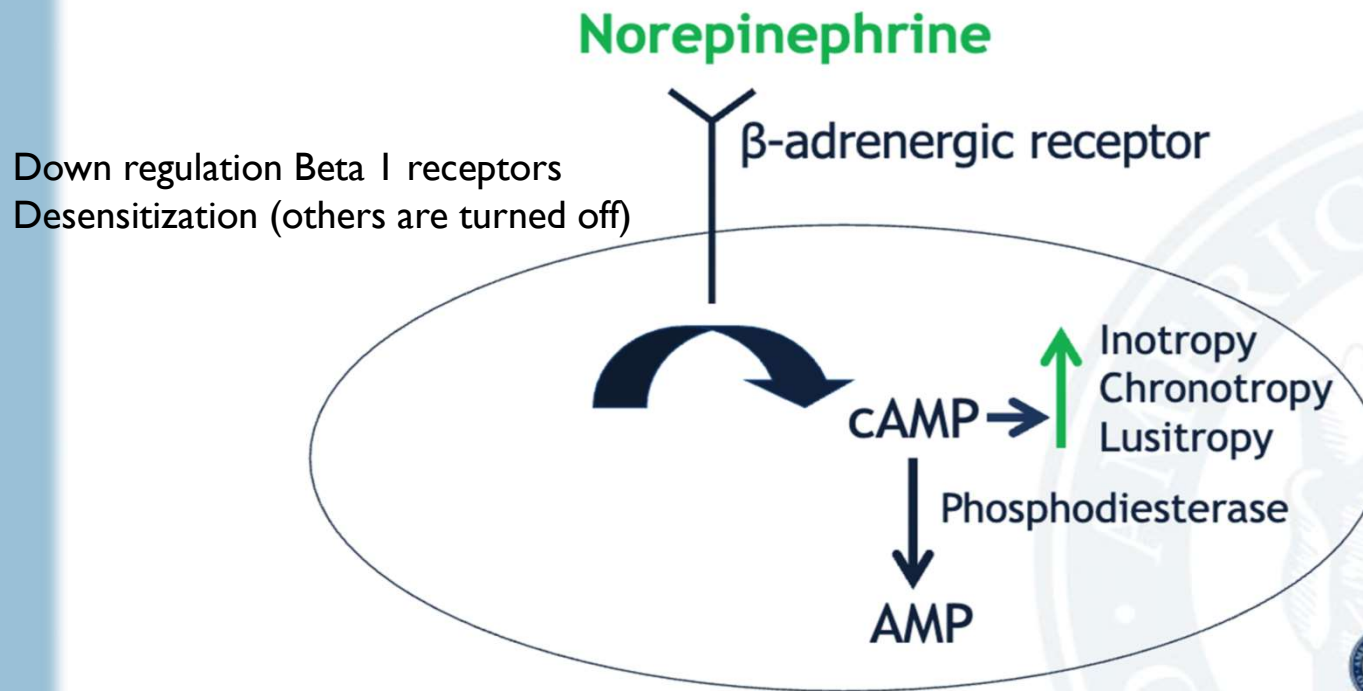 Norepinephrine
β-adrenergic receptor
Down regulation Beta 1 receptors
Desensitization (others are turned off)
Inotropy
Chronotropy
Lusitropy
cAMP
Phosphodiesterase
AMP